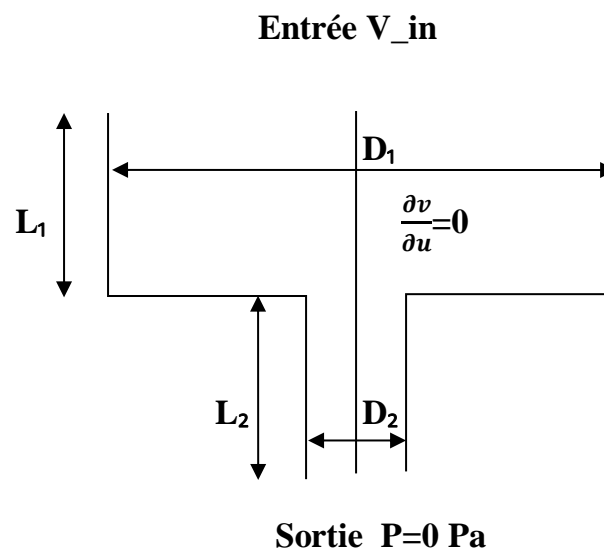 Entrée V_in
D₁
L₁
∂v/∂u=0
L₂
D₂
Sortie P=0 Pa